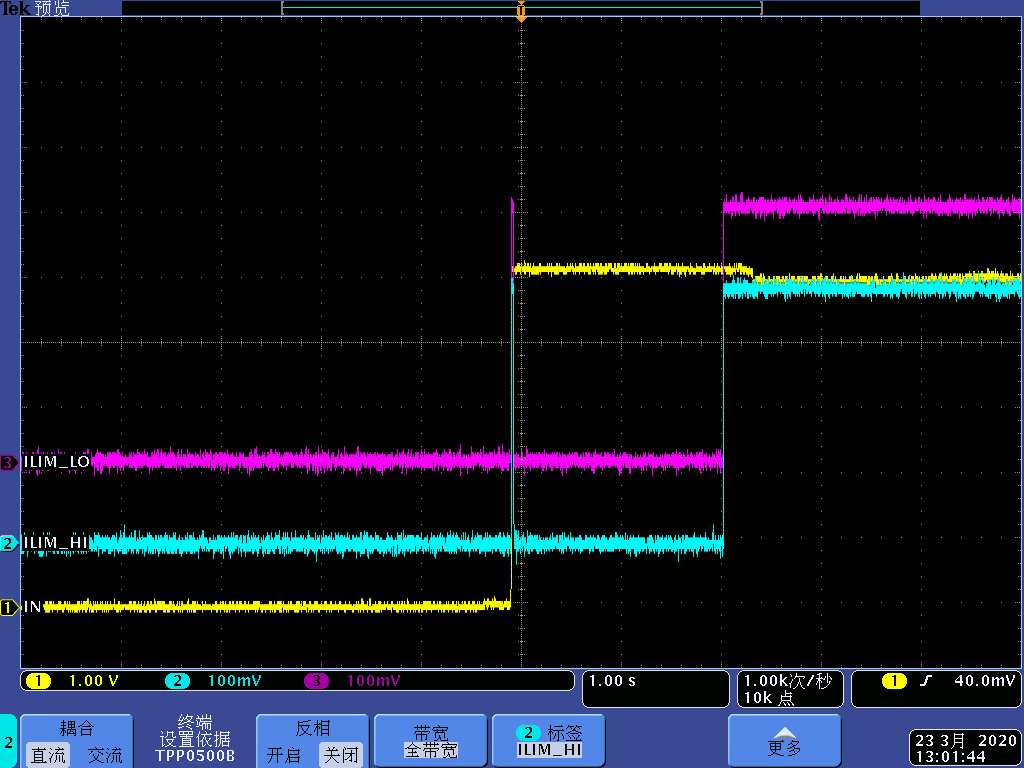 Tek 预览
T
3 ILIM_LO
2 ILIM_HI
1 IN
1 1.00 V 2 100mV 3 100mV
1.00 s
1.00k次/秒
10k 点
1 40.0mV
2
耦合
直流 交流
终端
设置依据
TPP0500B
反相
开启 关闭
带宽
全带宽
2 标签
ILIM_HI
更多
23 3月 2020
13:01:44